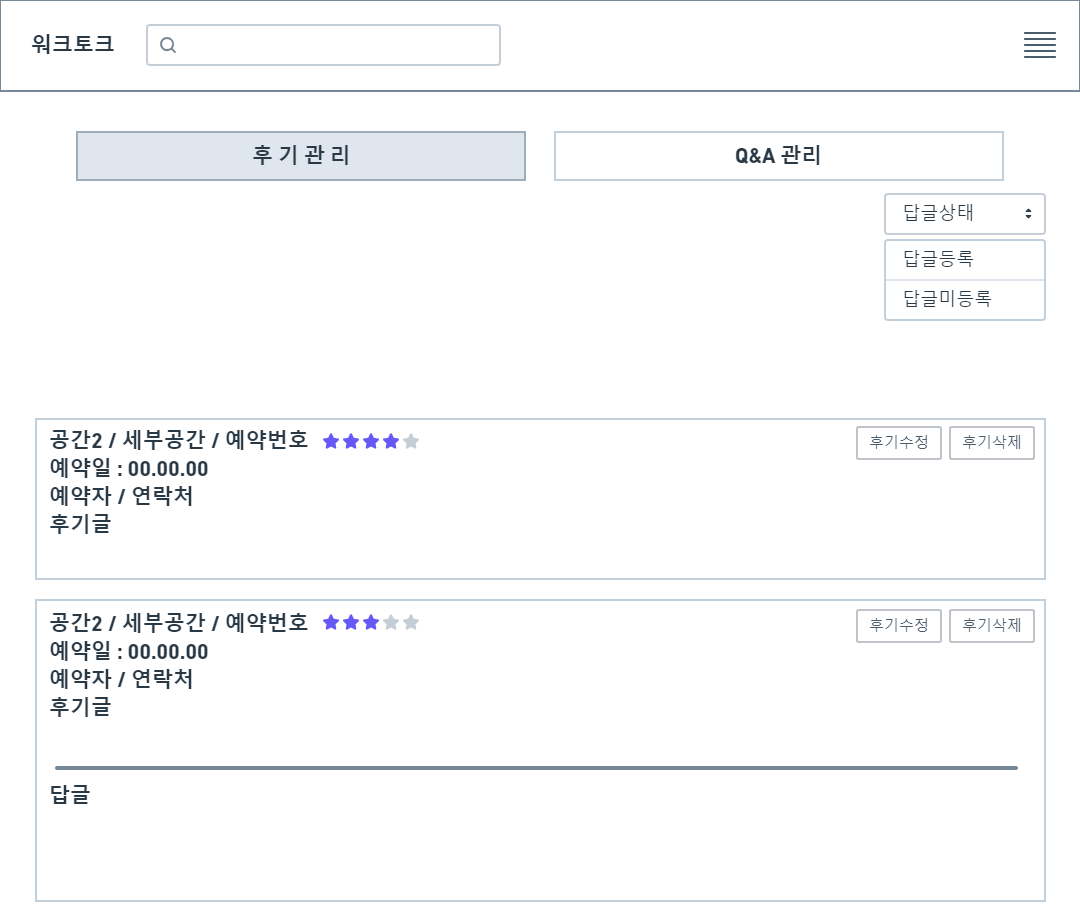 워크토크
후 기 관 리
Q&A 관리
답글상태
답글등록
답글미등록
공간2 / 세부공간 / 예약번호
후기수정
후기삭제
예약일 : 00.00.00
예약자 / 연락처
후기글
공간2 / 세부공간 / 예약번호
후기수정
후기삭제
예약일 : 00.00.00
예약자 / 연락처
후기글
답글